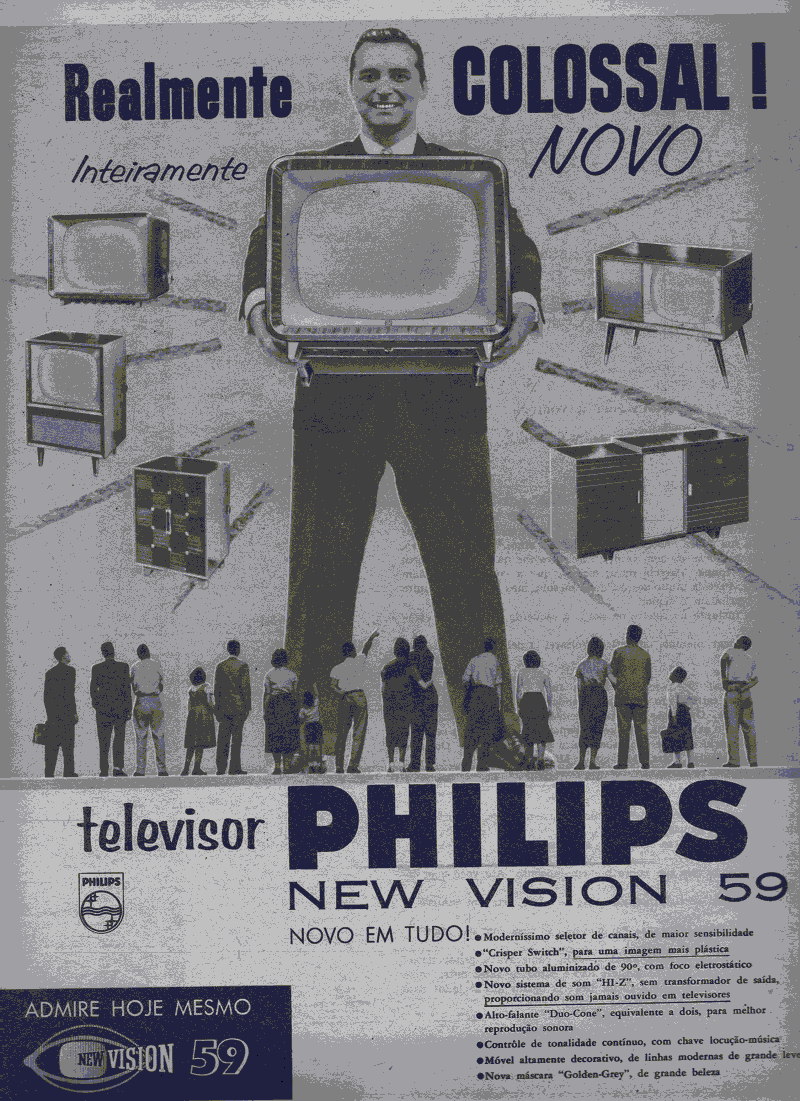 Realmente COLOSSAL !
Inteiramente NOVO
televisor PHILIPS
NEW VISION 59
PHILIPS
NOVO EM TUDO!
● Moderníssimo seletor de canais, de maior sensibilidade
● "Crisper Switch", para uma imagem mais plástica
● Novo tubo aluminizado de 90º, com foco eletrostático
● Novo sistema de som "HI-Z", sem transformador de saída,
proporcionando som jamais ouvido em televisores
● Alto-falante "Duo-Cone", equivalente a dois, para melhor
reprodução sonora
● Contrôle de tonalidade contínuo, com chave locução-música
● Móvel altamente decorativo, de linhas modernas de grande leve
● Nova máscara "Golden-Grey", de grande beleza
ADMIRE HOJE MESMO
NEW VISION 59